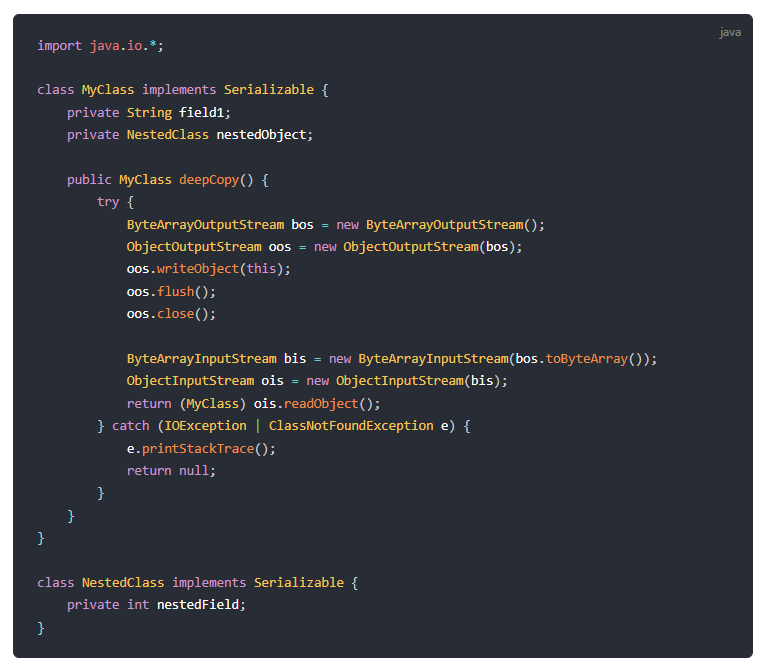 java
import java.io.*;
class MyClass implements Serializable {
    private String field1;
    private NestedClass nestedObject;
    public MyClass deepCopy() {
        try {
            ByteArrayOutputStream bos = new ByteArrayOutputStream();
            ObjectOutputStream oos = new ObjectOutputStream(bos);
            oos.writeObject(this);
            oos.flush();
            oos.close();
            ByteArrayInputStream bis = new ByteArrayInputStream(bos.toByteArray());
            ObjectInputStream ois = new ObjectInputStream(bis);
            return (MyClass) ois.readObject();
        } catch (IOException | ClassNotFoundException e) {
            e.printStackTrace();
            return null;
        }
    }
}
class NestedClass implements Serializable {
    private int nestedField;
}